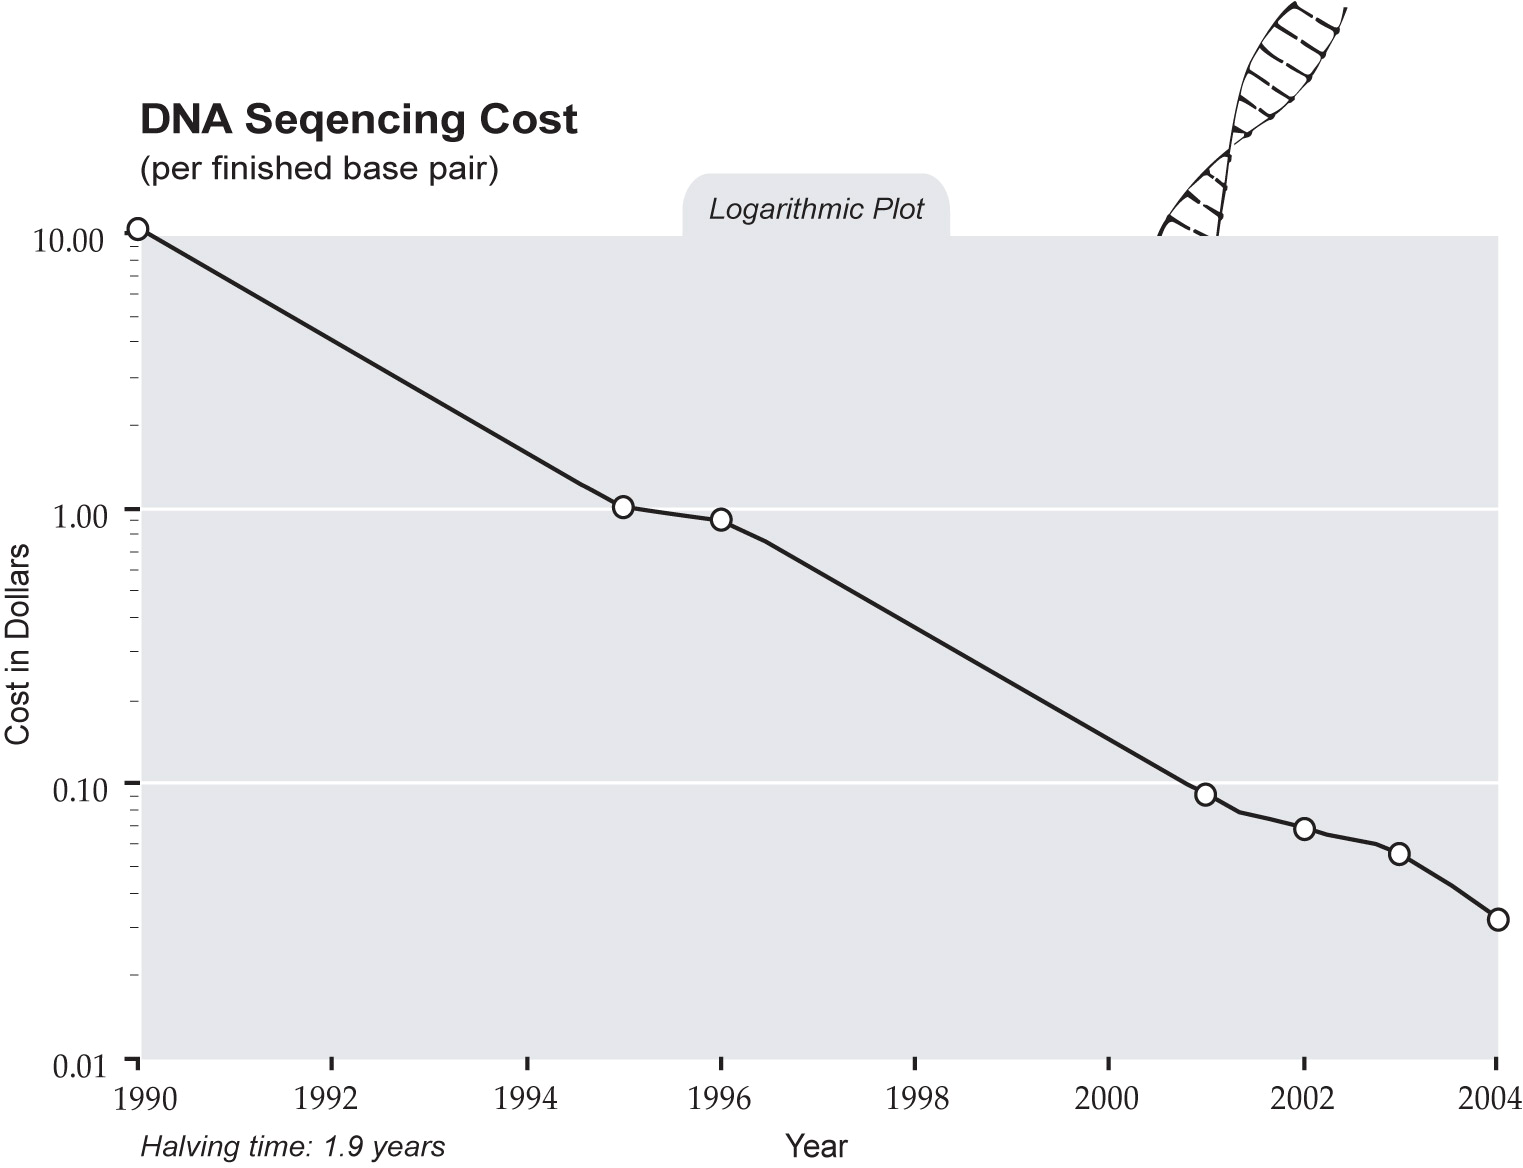 DNA Seqencing Cost
(per finished base pair)
Logarithmic Plot
10.00
1.00
0.10
0.01
Cost in Dollars
1990 1992 1994 1996 1998 2000 2002 2004
Halving time: 1.9 years
Year